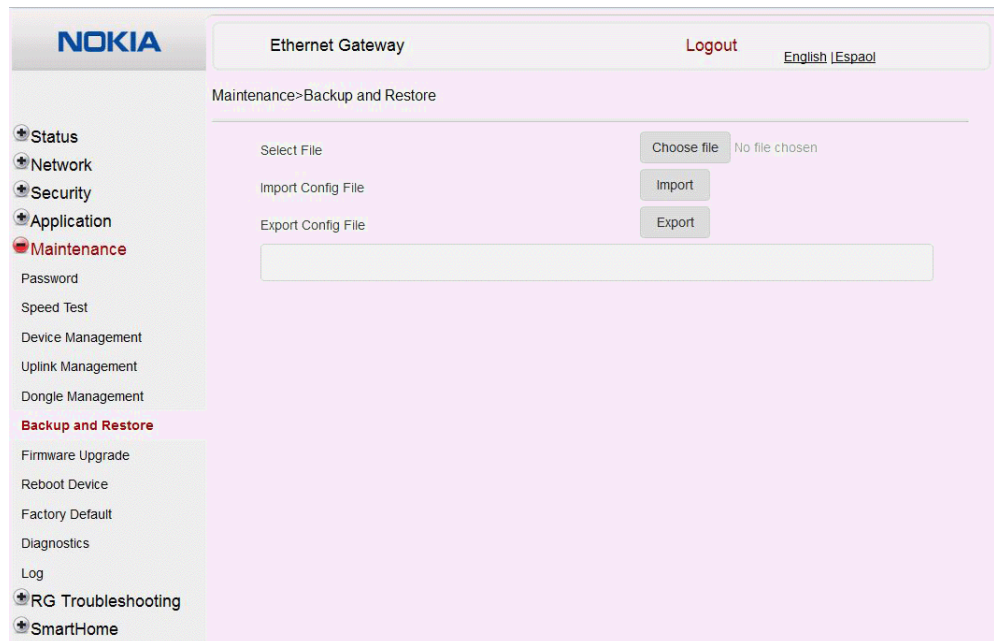 NOKIA
Ethernet Gateway
Logout
English | Espaol
Maintenance>Backup and Restore
Status
Network
Security
Application
Maintenance
Password
Speed Test
Device Management
Uplink Management
Dongle Management
Backup and Restore
Firmware Upgrade
Reboot Device
Factory Default
Diagnostics
Log
RG Troubleshooting
SmartHome
Select File
Choose file No file chosen
Import Config File
Import
Export Config File
Export